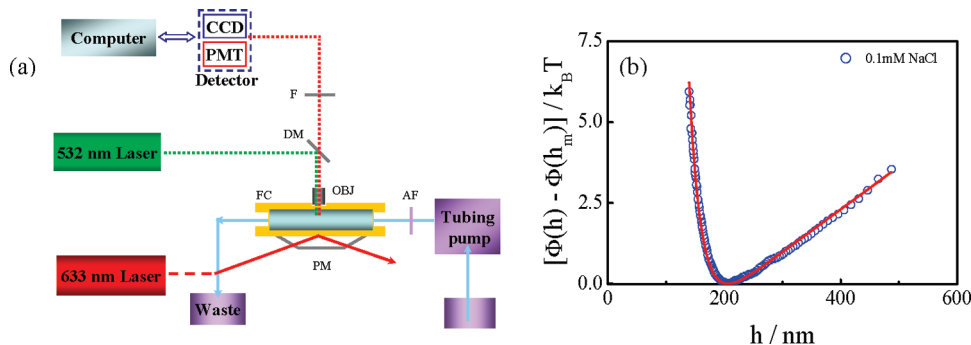 (a)
Computer
CCD
PMT
Detector
F
DM
532 nm Laser
FC
OBJ
AF
Tubing
pump
PM
633 nm Laser
Waste
(b)
0.1mM NaCl
[Φ(h) - Φ(h_m)] / k_BT
7.5
5.0
2.5
0.0
0
200
400
600
h / nm